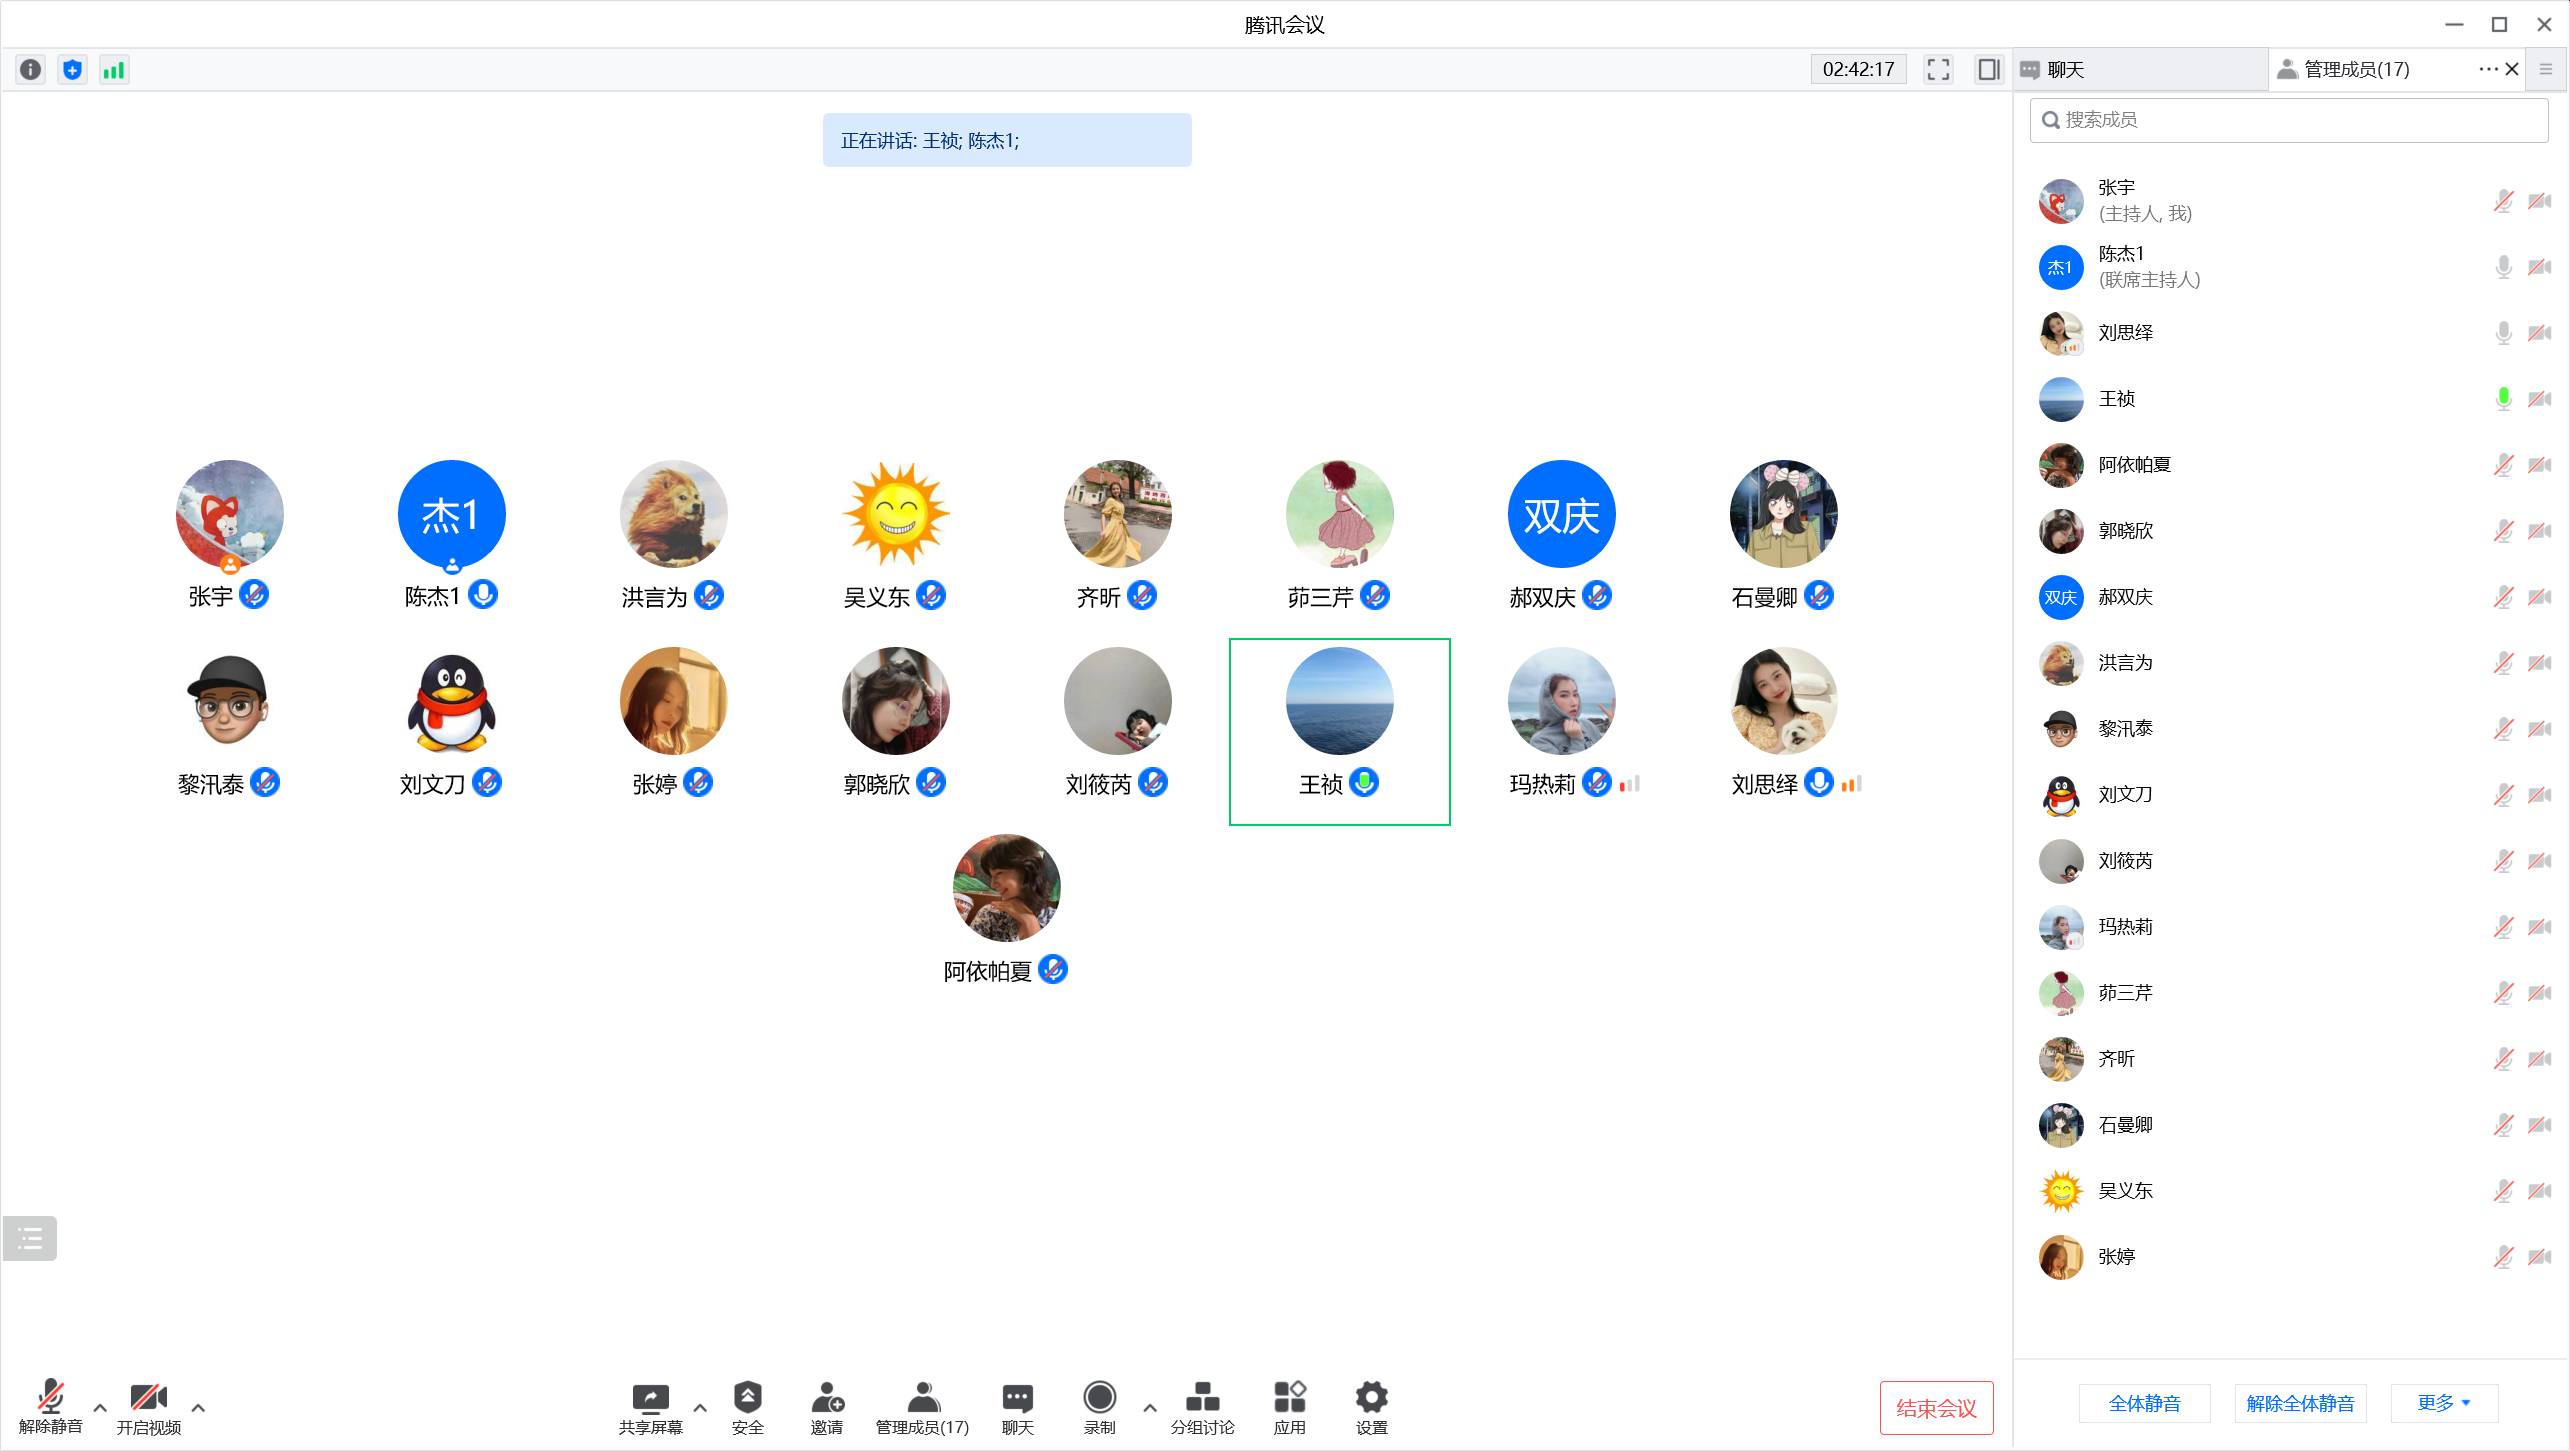 腾讯会议
02:42:17
聊天
管理成员(17)
正在讲话: 王祯; 陈杰1;
搜索成员
张宇
(主持人, 我)
杰1
陈杰1
(联席主持人)
刘思绎
王祯
阿依帕夏
郭晓欣
双庆
郝双庆
洪言为
黎汛泰
刘文刀
刘筱芮
玛热莉
茆三芹
齐昕
石曼卿
吴义东
张婷
杰1
双庆
张宇
陈杰1
洪言为
吴义东
齐昕
茆三芹
郝双庆
石曼卿
黎汛泰
刘文刀
张婷
郭晓欣
刘筱芮
王祯
玛热莉
刘思绎
阿依帕夏
解除静音
开启视频
共享屏幕
安全
邀请
管理成员(17)
聊天
录制
分组讨论
应用
设置
结束会议
全体静音
解除全体静音
更多